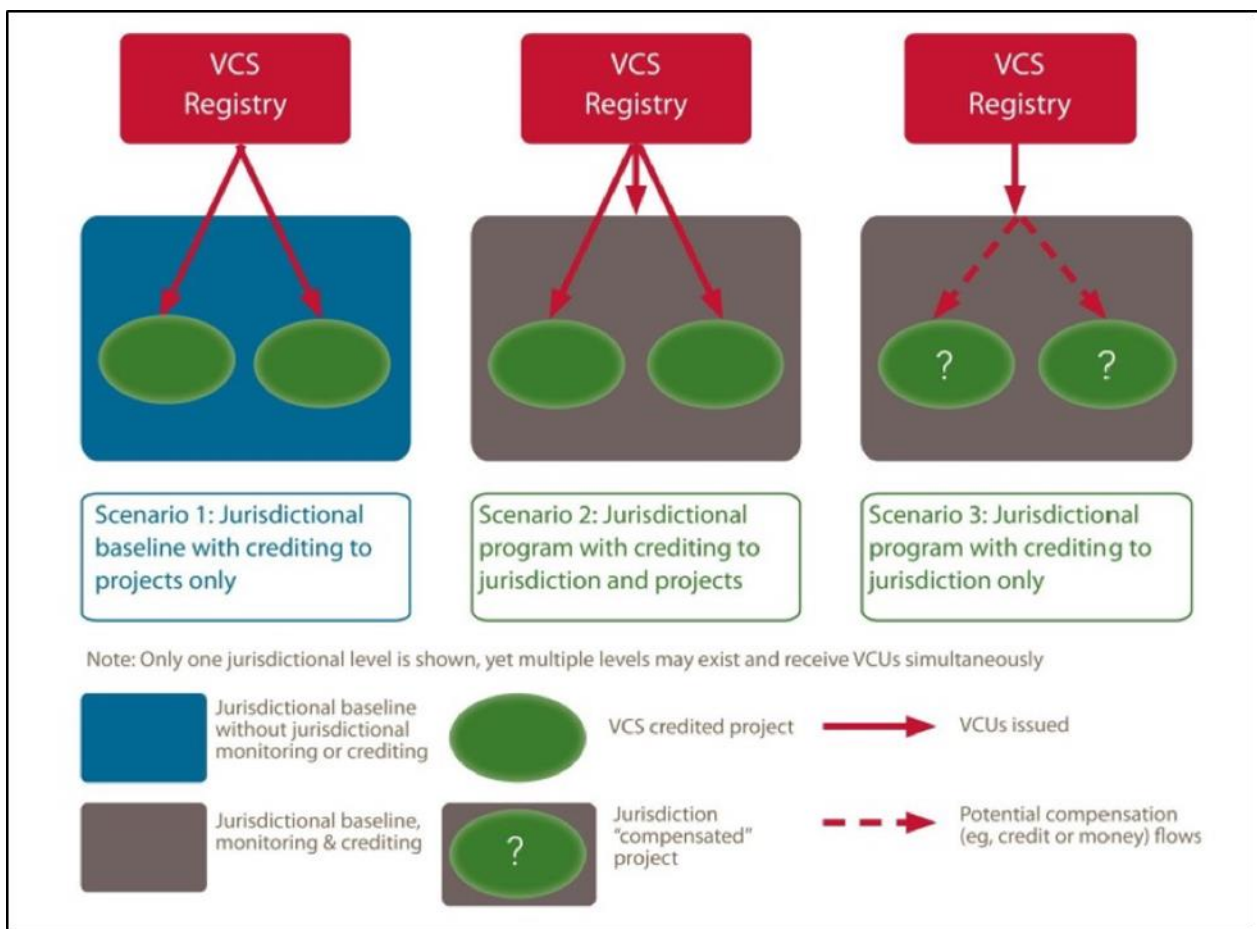 VCS
Registry
VCS
Registry
VCS
Registry
?
?
Scenario 1: Jurisdictional
baseline with crediting to
projects only
Scenario 2: Jurisdictional
program with crediting to
jurisdiction and projects
Scenario 3: Jurisdictional
program with crediting to
jurisdiction only
Note: Only one jurisdictional level is shown, yet multiple levels may exist and receive VCUs simultaneously
Jurisdictional baseline
without jurisdictional
monitoring or crediting
VCS credited project
VCUs issued
Jurisdictional baseline,
monitoring & crediting
?
Jurisdiction
"compensated"
project
Potential compensation
(eg, credit or money) flows